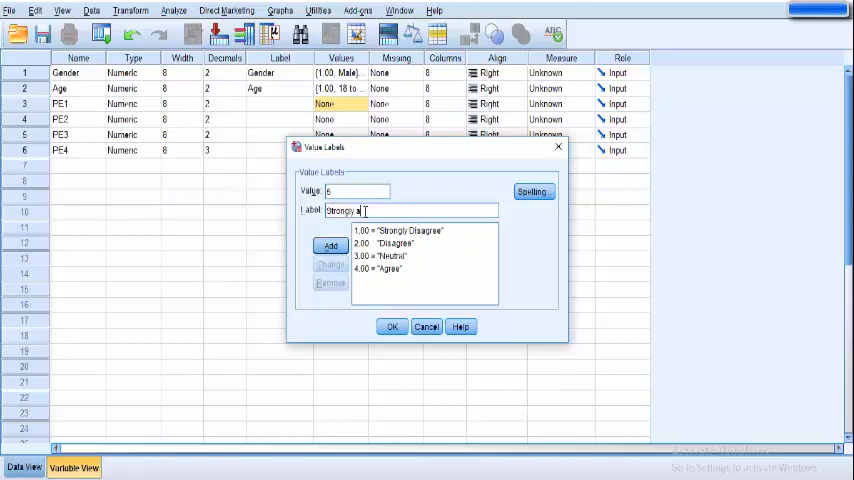 File Edit View Data Transform Analyze Direct Marketing Graphs Utilities Add-ons Window Help
Name Type Width Decimals Label Values Missing Columns Align Measure Role
1 Gender Numeric 8 2 Gender {1.00, Male}... None 8 Right Unknown Input
2 Age Numeric 8 2 Age {1.00, 18 to ... None 8 Right Unknown Input
3 PE1 Numeric 8 2 None None 8 Right Unknown Input
4 PE2 Numeric 8 2 None None 8 Right Unknown Input
5 PE3 Numeric 8 2 None None 8 Right Unknown Input
6 PE4 Numeric 8 3 Unknown Input
7
8
9
10
11
12
13
14
15
16
17
18
19
20
21
22
23
24
Value Labels
Value Labels
Value: 5
Spelling...
Label: Strongly a
1.00 = "Strongly Disagree"
2.00 "Disagree"
3.00 = "Neutral"
4.00 = "Agree"
Add
Change
Remove
OK Cancel Help
Data View Variable View
Go to Settings to activate Windows.